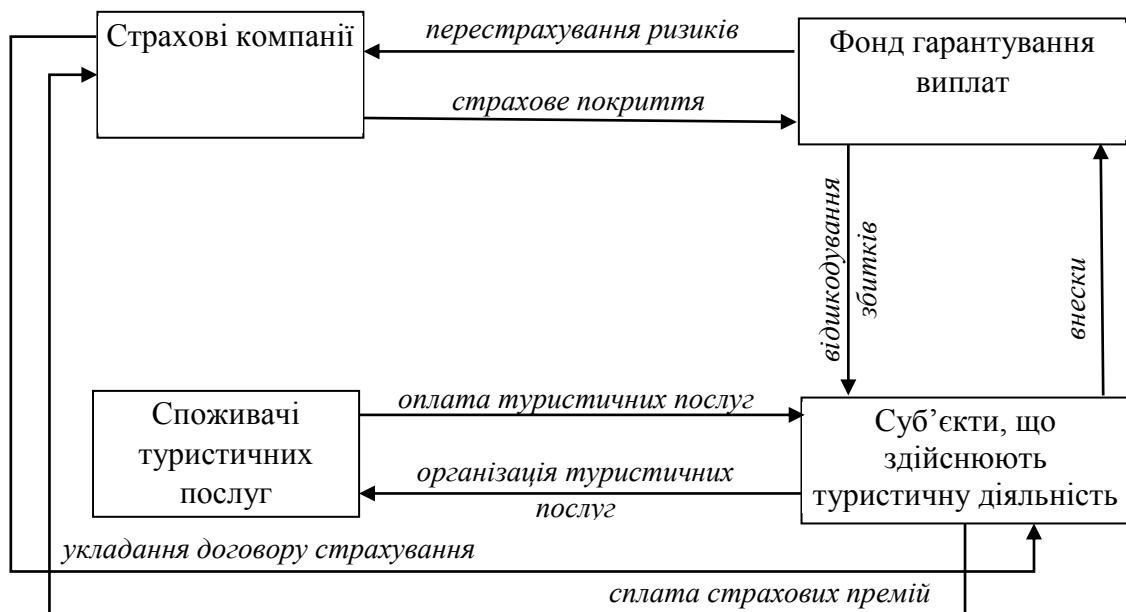 Страхові компанії
перестрахування ризиків
Фонд гарантування
виплат
страхове покриття
відшкодування
збитків
внески
Споживачі
туристичних
послуг
оплата туристичних послуг
організація туристичних
послуг
Суб’єкти, що
здійснюють
туристичну діяльність
укладання договору страхування
сплата страхових премій